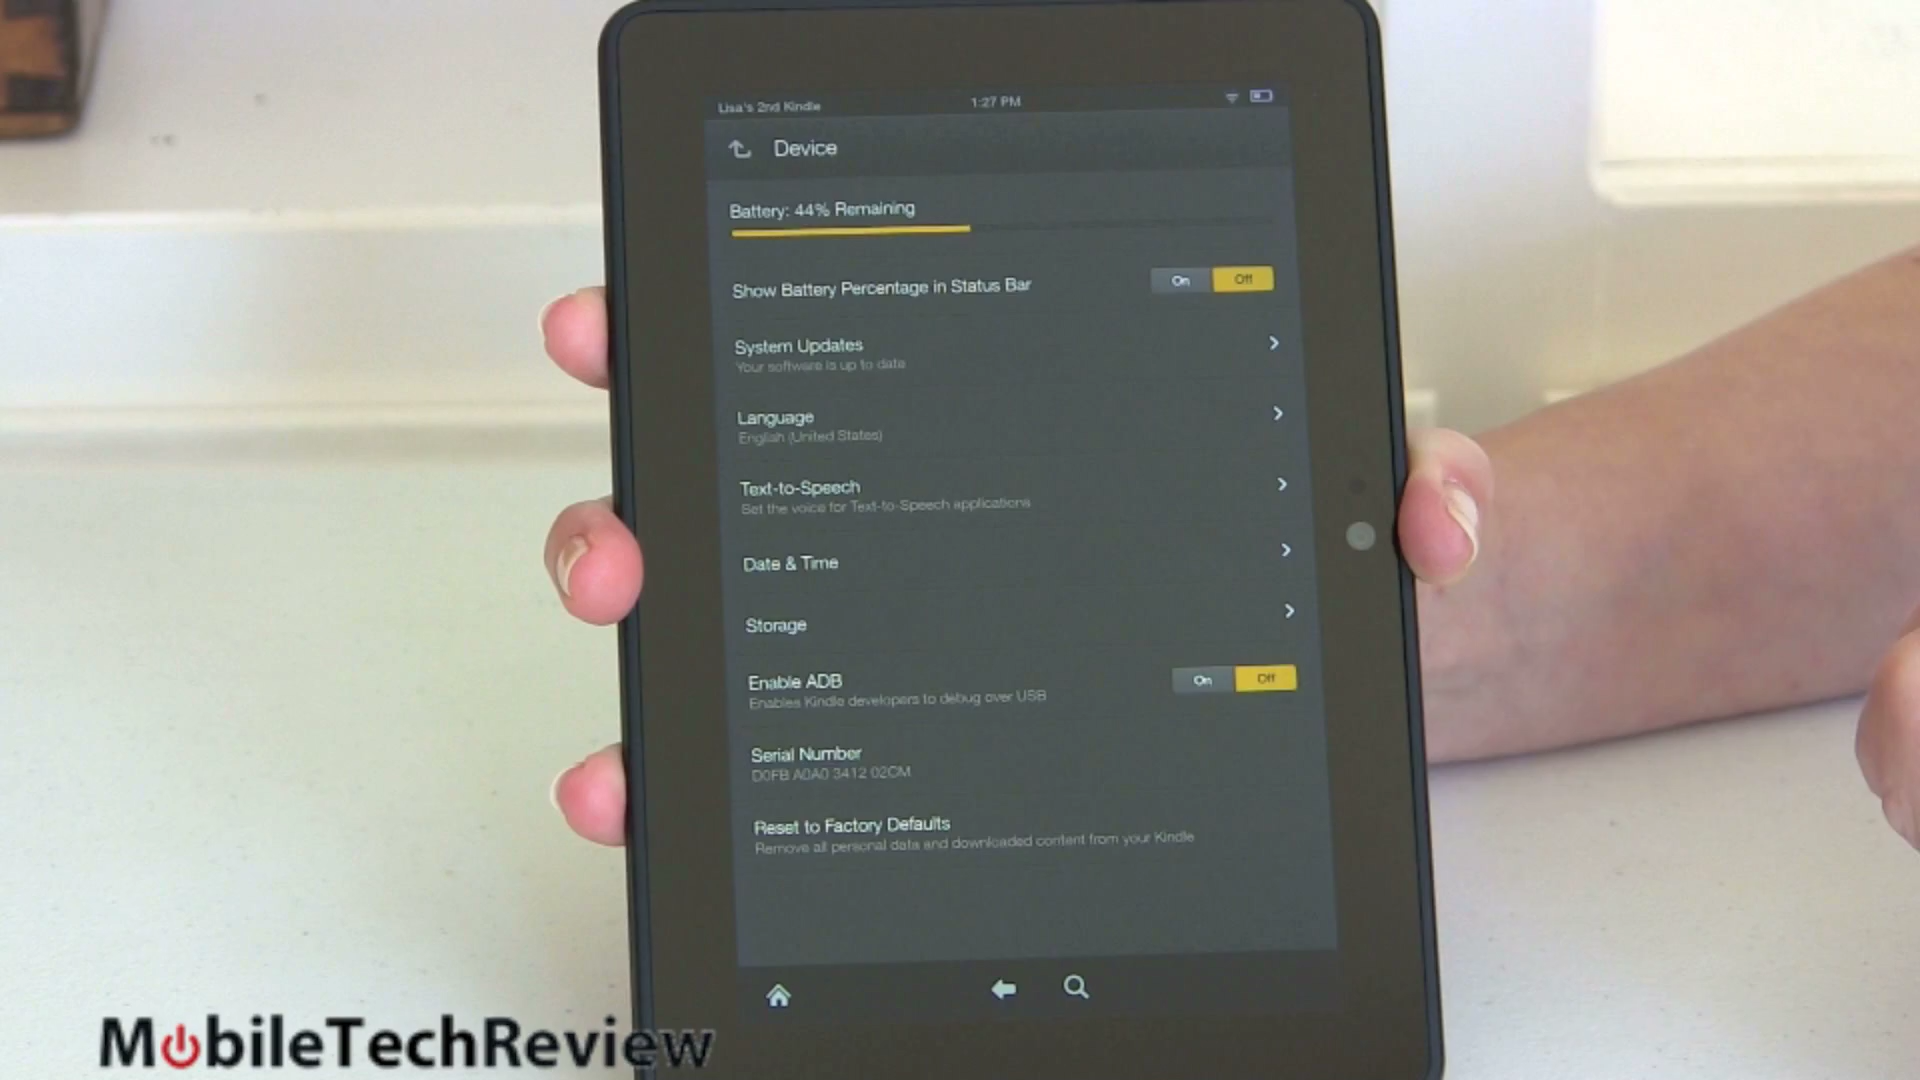 Lisa's 2nd Kindle 1:27 PM
Device
Battery: 44% Remaining
Show Battery Percentage in Status Bar On Off
System Updates
Your software is up to date
Language
English (United States)
Text-to-Speech
Set the voice for Text-to-Speech applications
Date & Time
Storage
Enable ADB On Off
Enables Kindle developers to debug over USB
Serial Number
D0FB A0A0 3412 02CM
Reset to Factory Defaults
Remove all personal data and downloaded content from your Kindle
MobileTechReview